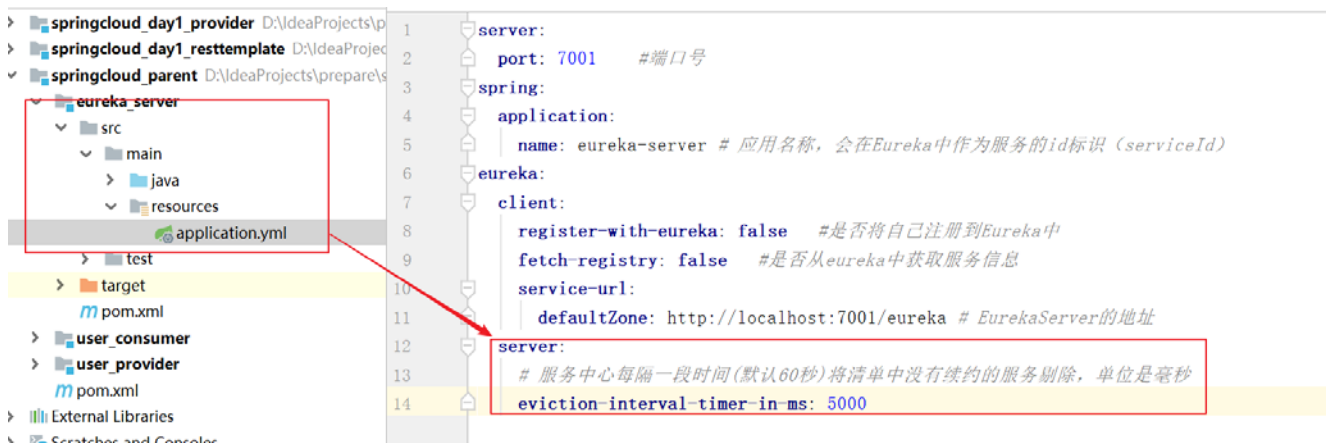 springcloud_day1_provider D:\IdeaProjects\p
springcloud_day1_resttemplate D:\IdeaProjec
springcloud_parent D:\IdeaProjects\prepare\s
eureka_server
src
main
java
resources
application.yml
test
target
pom.xml
user_consumer
user_provider
pom.xml
External Libraries
Scratches and Consoles
1 server:
2 port: 7001 #端口号
3 spring:
4 application:
5 name: eureka-server # 应用名称，会在Eureka中作为服务的id标识（serviceId）
6 eureka:
7 client:
8 register-with-eureka: false #是否将自己注册到Eureka中
9 fetch-registry: false #是否从eureka中获取服务信息
10 service-url:
11 defaultZone: http://localhost:7001/eureka # EurekaServer的地址
12 server:
13 # 服务中心每隔一段时间(默认60秒)将清单中没有续约的服务剔除，单位是毫秒
14 eviction-interval-timer-in-ms: 5000